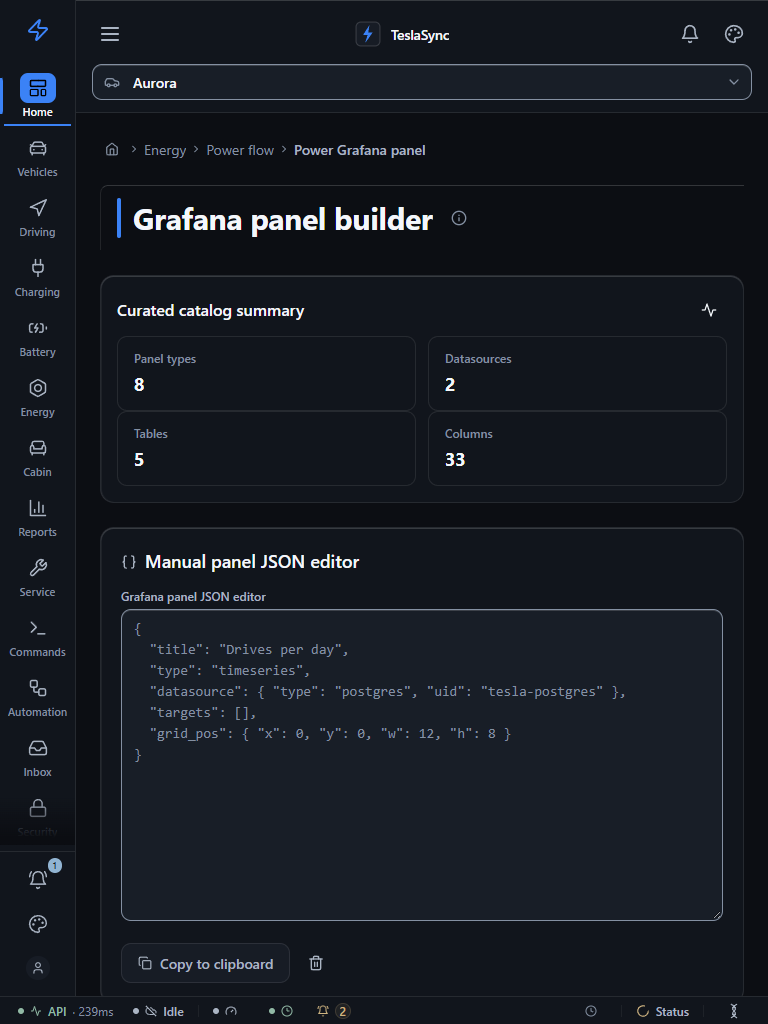 TeslaSync
Aurora
Home
Vehicles
Driving
Charging
Battery
Energy
Cabin
Reports
Service
Commands
Automation
Inbox
Security
1
Energy > Power flow > Power Grafana panel
Grafana panel builder
Curated catalog summary
Panel types
8
Datasources
2
Tables
5
Columns
33
Manual panel JSON editor
Grafana panel JSON editor
{
  "title": "Drives per day",
  "type": "timeseries",
  "datasource": { "type": "postgres", "uid": "tesla-postgres" },
  "targets": [],
  "grid_pos": { "x": 0, "y": 0, "w": 12, "h": 8 }
}
Copy to clipboard
API · 239ms
Idle
2
Status